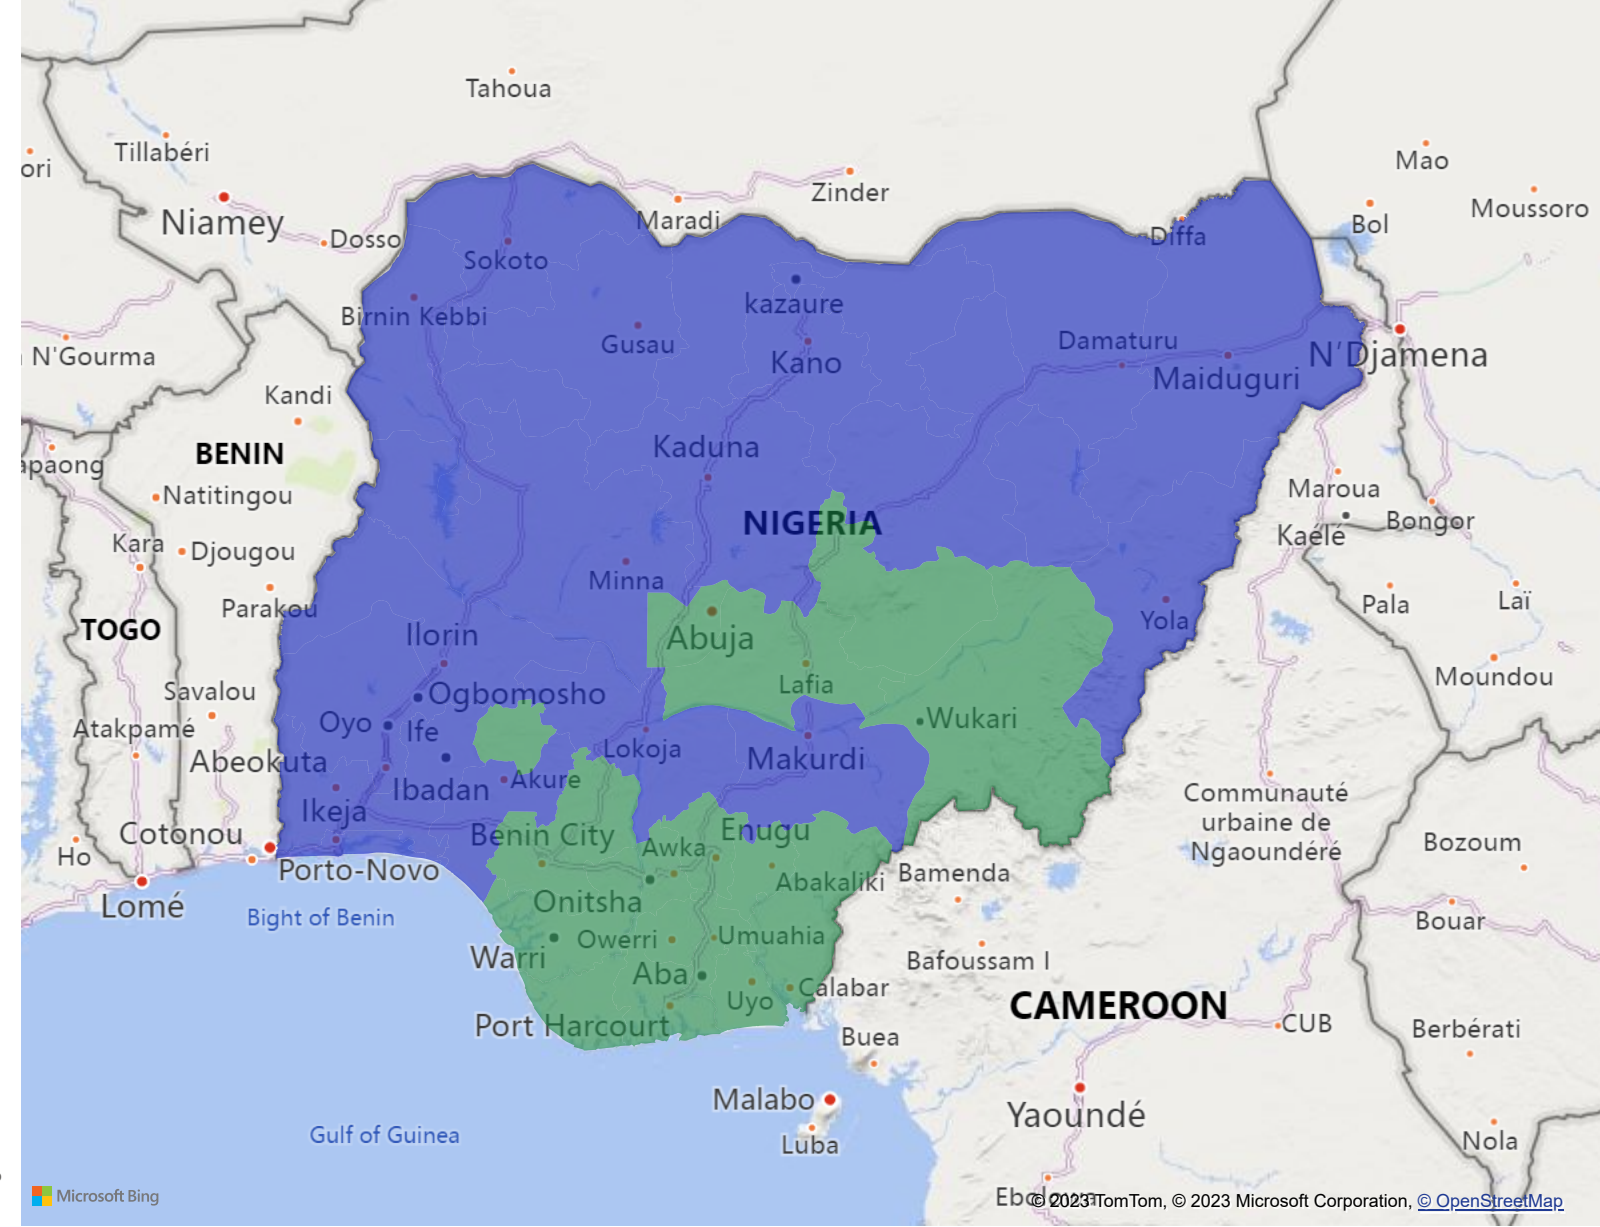 Tahoua
Tillabéri
Mao
ori
Zinder
Moussoro
Niamey
Maradi
Bol
Dosso
Diffa
Sokoto
kazaure
Birnin Kebbi
Gusau
Damaturu
N'Gourma
Kano
N'Djamena
Maiduguri
Kandi
Kaduna
BENIN
apaong
Maroua
Natitingou
NIGERIA
Bongor
Kaélé
Kara
Djougou
Minna
Parakou
Pala
Laï
Yola
TOGO
Ilorin
Abuja
Moundou
Lafia
Savalou
Ogbomosho
Wukari
Atakpamé
Oyo
Ife
Lokoja
Abeokuta
Makurdi
Akure
Ibadan
Communauté
urbaine de
Ngaoundéré
Ikeja
Cotonou
Benin City
Enugu
Awka
Bozoum
Ho
Porto-Novo
Abakaliki
Bamenda
Lomé
Onitsha
Bight of Benin
Bouar
Owerri
Umuahia
Warri
Bafoussam I
Aba
Calabar
Uyo
CAMEROON
Port Harcourt
CUB
Berbérati
Buea
Malabo
Yaoundé
Gulf of Guinea
Luba
Nola
Microsoft Bing
© 2023 TomTom, © 2023 Microsoft Corporation, © OpenStreetMap